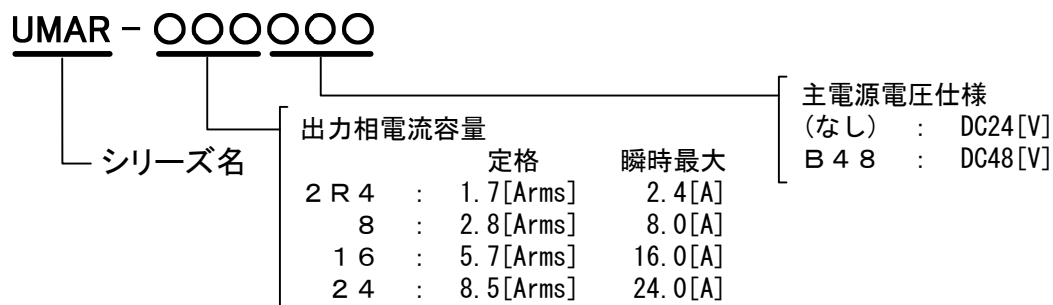 UMAR-○○○○○○
主電源電圧仕様
(なし) : DC24[V]
B48 : DC48[V]
シリーズ名
出力相電流容量
定格 瞬時最大
2R4 : 1.7[Arms] 2.4[A]
8 : 2.8[Arms] 8.0[A]
16 : 5.7[Arms] 16.0[A]
24 : 8.5[Arms] 24.0[A]